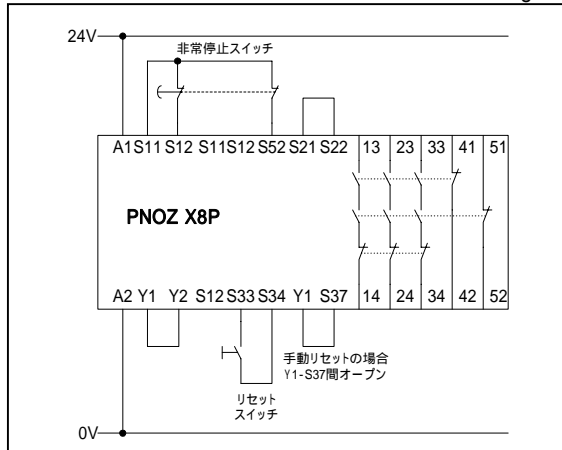 24V
非常停止スイッチ
A1 S11 S12 S11 S12 S52 S21 S22 13 23 33 41 51
PNOZ X8P
A2 Y1 Y2 S12 S33 S34 Y1 S37 14 24 34 42 52
手動リセットの場合
Y1-S37間オープン
リセット
スイッチ
0V